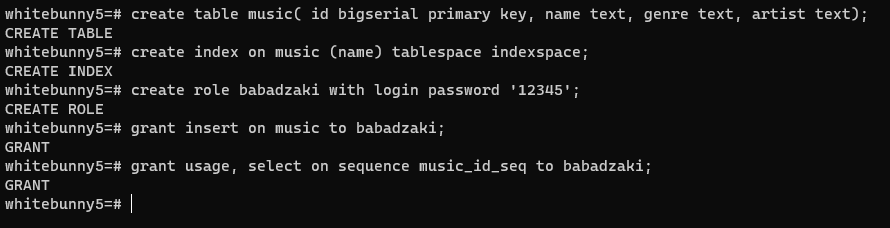 whitebunny5=# create table music( id bigserial primary key, name text, genre text, artist text);
CREATE TABLE
whitebunny5=# create index on music (name) tablespace indexspace;
CREATE INDEX
whitebunny5=# create role babadzaki with login password '12345';
CREATE ROLE
whitebunny5=# grant insert on music to babadzaki;
GRANT
whitebunny5=# grant usage, select on sequence music_id_seq to babadzaki;
GRANT
whitebunny5=#